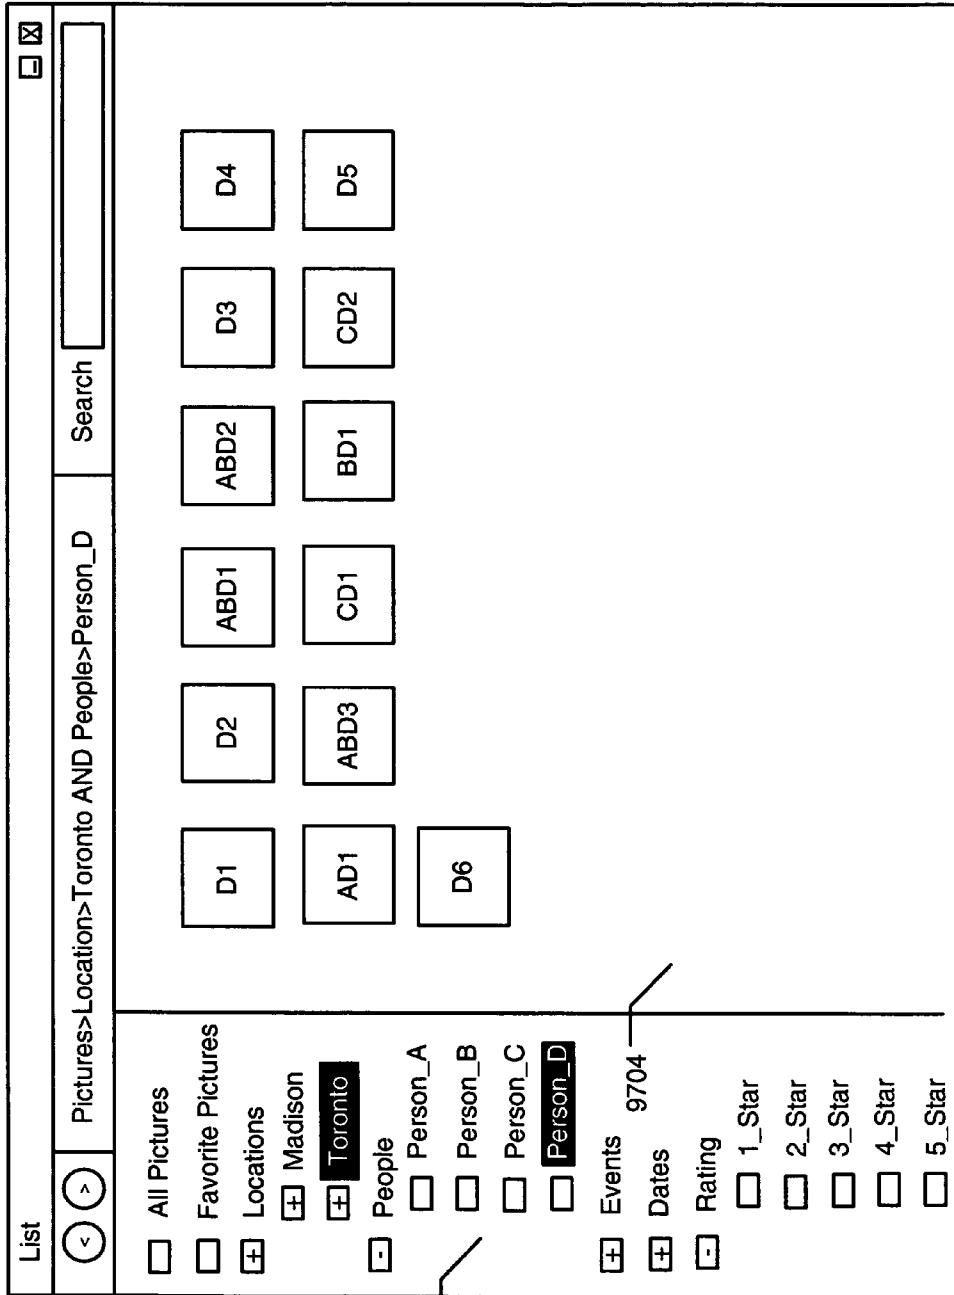 List
Pictures>Location>Toronto AND People>Person_D
Search
All Pictures
Favorite Pictures
Locations
Madison
Toronto
People
Person_A
Person_B
Person_C
Person_D
Events
Dates
Rating
1_Star
2_Star
3_Star
4_Star
5_Star
9704
D1 D2 ABD1 ABD2 D3 D4
AD1 ABD3 CD1 BD1 CD2 D5
D6